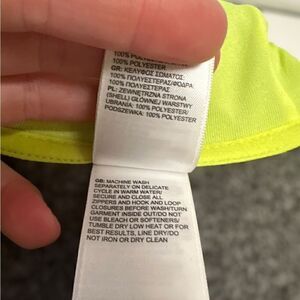 100% POLYESTER
100% POLYESTER
GR: ΚΕΛΥΦΟΣ ΣΩΜΑΤΟΣ:
100% ΠΟΛΥΕΣΤΕΡΑΣ/ΦΟΔΡΑ:
100% ΠΟΛΥΕΣΤΕΡΑΣ
PL: ZEWNĘTRZNA STRONA
(SHELL) GŁÓWNEJ WARSTWY
UBRANIA: 100% POLYESTER/
PODSZEWKA: 100% POLYESTER
GB: MACHINE WASH
SEPARATELY ON DELICATE
CYCLE IN WARM WATER/
SECURE AND CLOSE ALL
ZIPPERS AND HOOK AND LOOP
CLOSURES BEFORE WASH/TURN
GARMENT INSIDE OUT/DO NOT
USE BLEACH OR SOFTENERS/
TUMBLE DRY LOW HEAT OR FOR
BEST RESULTS, LINE DRY/DO
NOT IRON OR DRY CLEAN